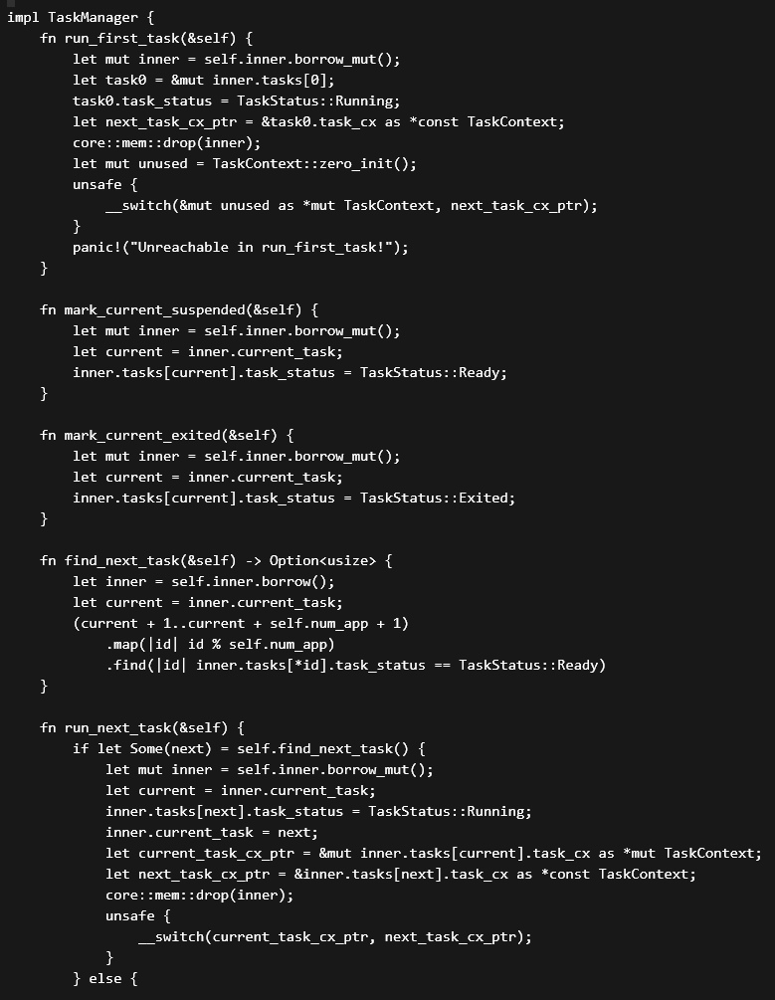 impl TaskManager {
    fn run_first_task(&self) {
        let mut inner = self.inner.borrow_mut();
        let task0 = &mut inner.tasks[0];
        task0.task_status = TaskStatus::Running;
        let next_task_cx_ptr = &task0.task_cx as *const TaskContext;
        core::mem::drop(inner);
        let mut unused = TaskContext::zero_init();
        unsafe {
            __switch(&mut unused as *mut TaskContext, next_task_cx_ptr);
        }
        panic!("Unreachable in run_first_task!");
    }

    fn mark_current_suspended(&self) {
        let mut inner = self.inner.borrow_mut();
        let current = inner.current_task;
        inner.tasks[current].task_status = TaskStatus::Ready;
    }

    fn mark_current_exited(&self) {
        let mut inner = self.inner.borrow_mut();
        let current = inner.current_task;
        inner.tasks[current].task_status = TaskStatus::Exited;
    }

    fn find_next_task(&self) -> Option<usize> {
        let inner = self.inner.borrow();
        let current = inner.current_task;
        (current + 1..current + self.num_app + 1)
            .map(|id| id % self.num_app)
            .find(|id| inner.tasks[*id].task_status == TaskStatus::Ready)
    }

    fn run_next_task(&self) {
        if let Some(next) = self.find_next_task() {
            let mut inner = self.inner.borrow_mut();
            let current = inner.current_task;
            inner.tasks[next].task_status = TaskStatus::Running;
            inner.current_task = next;
            let current_task_cx_ptr = &mut inner.tasks[current].task_cx as *mut TaskContext;
            let next_task_cx_ptr = &inner.tasks[next].task_cx as *const TaskContext;
            core::mem::drop(inner);
            unsafe {
                __switch(current_task_cx_ptr, next_task_cx_ptr);
            }
        } else {